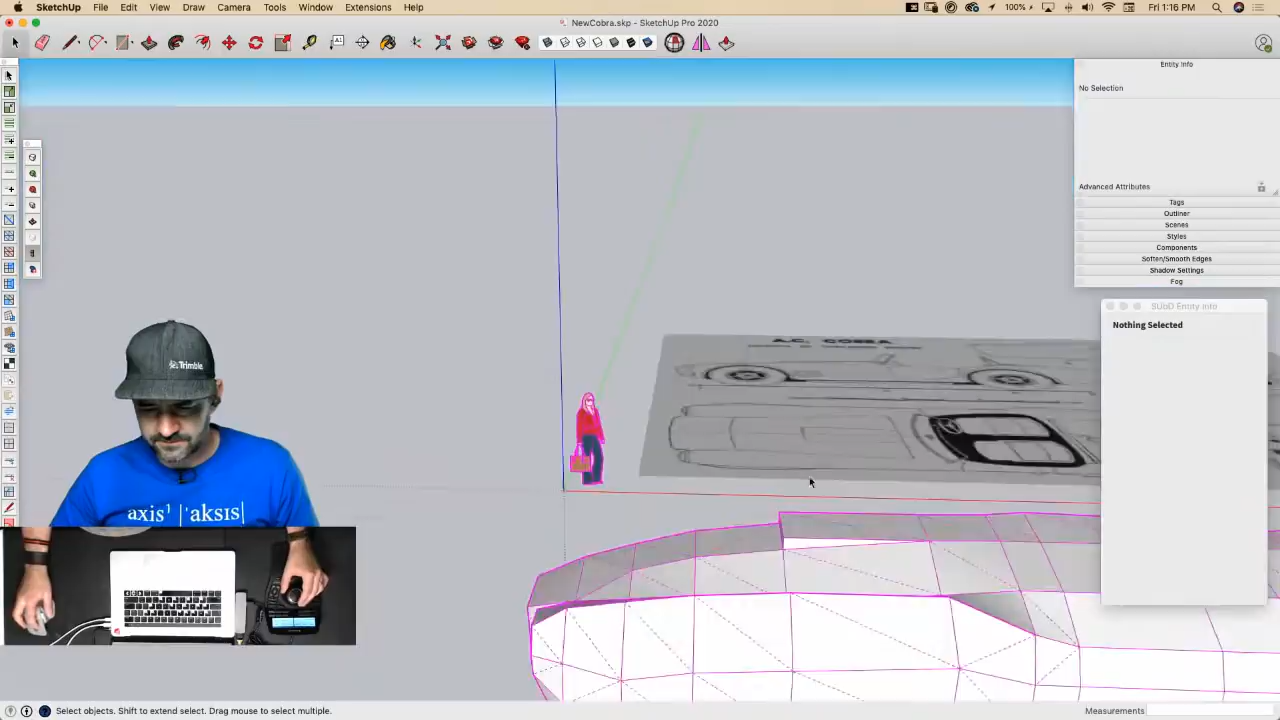 SketchUp File Edit View Draw Camera Tools Window Extensions Help
100% Fri 1:16 PM
NewCobra.skp - SketchUp Pro 2020
Entity Info
No Selection
Advanced Attributes
Tags
Outliner
Scenes
Styles
Components
Soften/Smooth Edges
Shadow Settings
Fog
SUbD Entity Info
Nothing Selected
A.C. COBRA
Trimble
axis¹ |ˈaksɪs|
Select objects. Shift to extend select. Drag mouse to select multiple.
Measurements